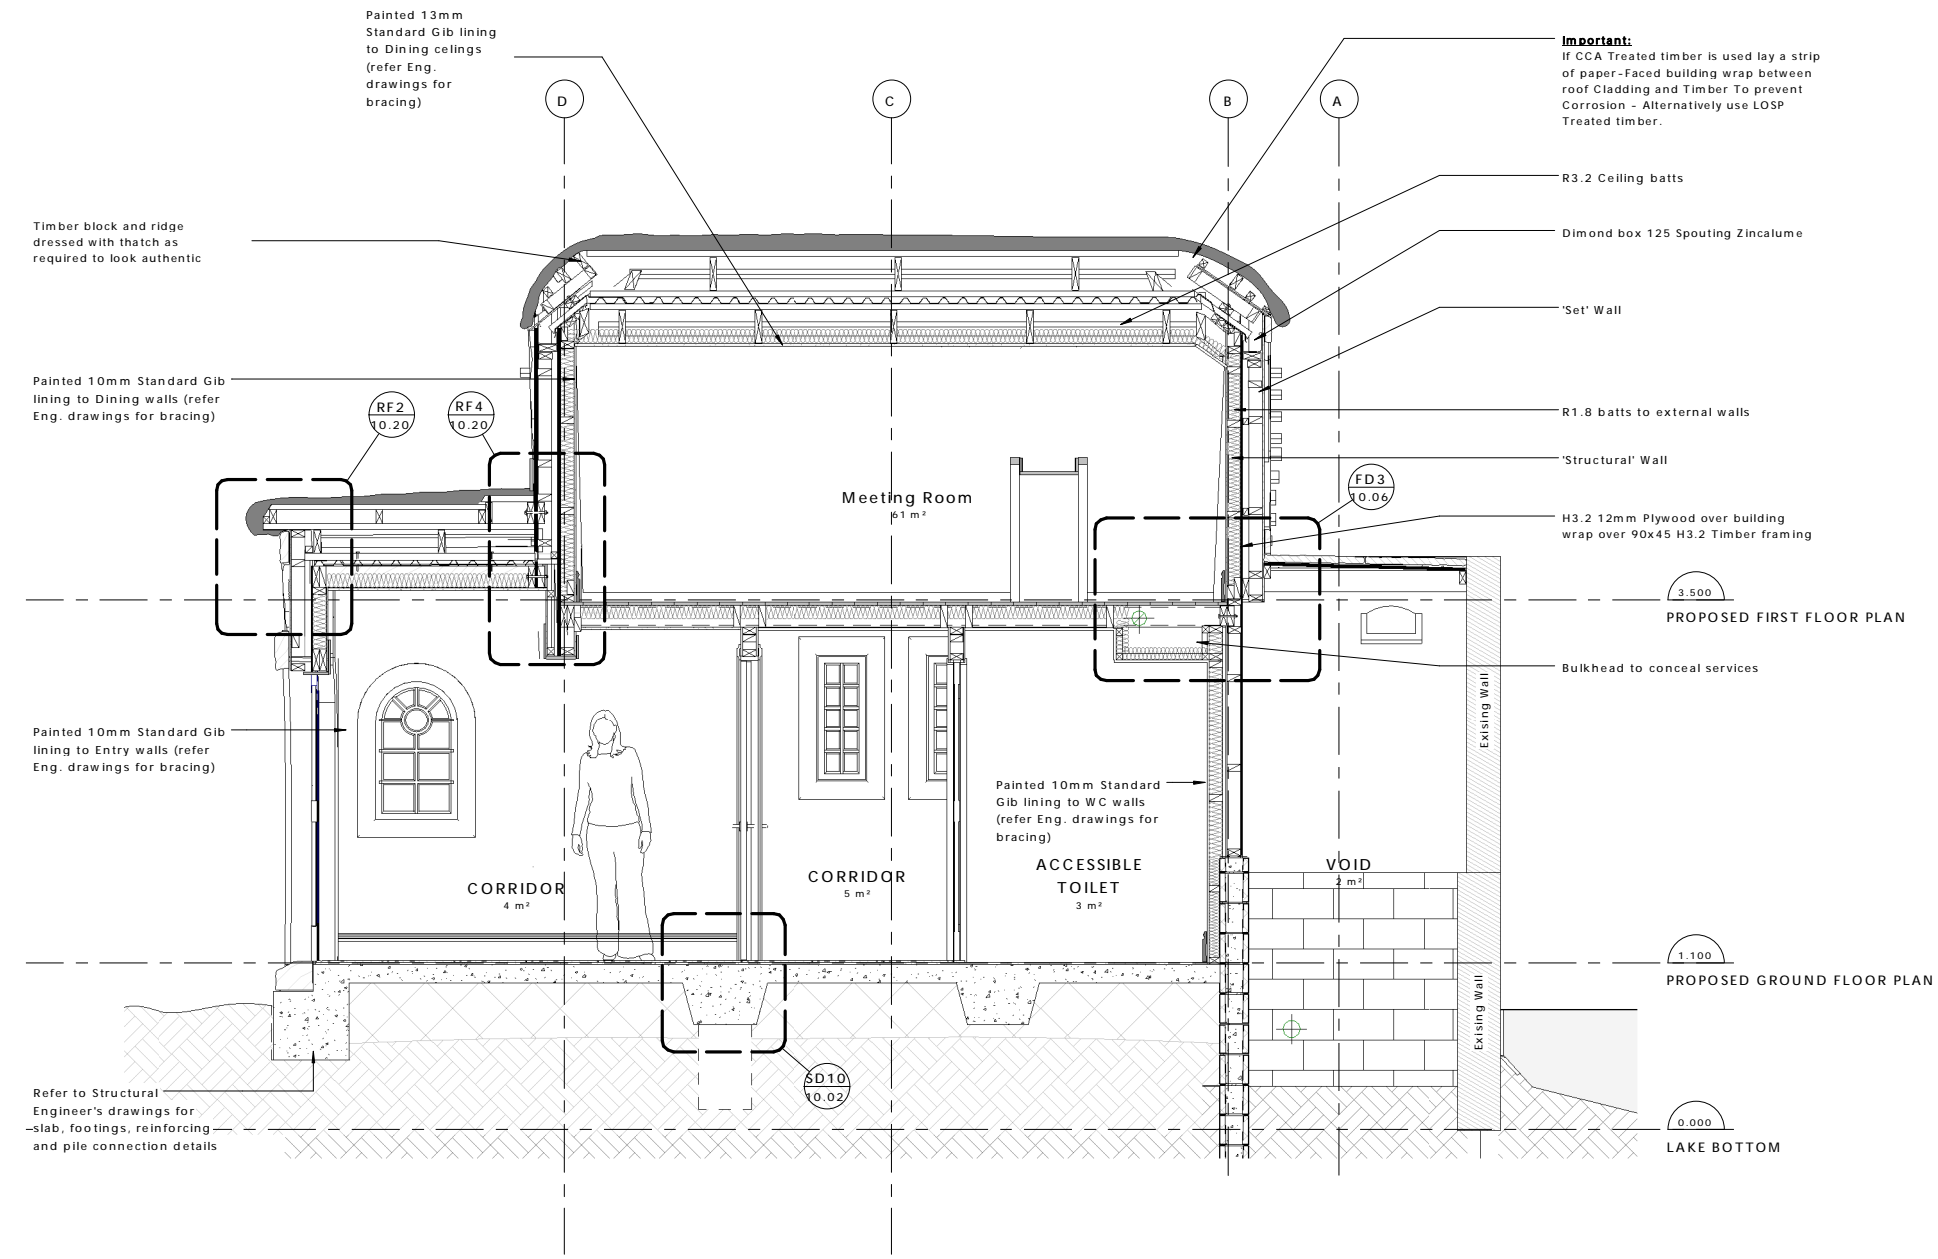 Painted 13mm
Standard Gib lining
to Dining celings
(refer Eng.
drawings for
bracing)
D
C
B
A
Important:
If CCA Treated timber is used lay a strip
of paper-Faced building wrap between
roof Cladding and Timber To prevent
Corrosion - Alternatively use LOSP
Treated timber.
R3.2 Ceiling batts
Timber block and ridge
dressed with thatch as
required to look authentic
Dimond box 125 Spouting Zincalume
'Set' Wall
Painted 10mm Standard Gib
lining to Dining walls (refer
Eng. drawings for bracing)
RF2
10.20
RF4
10.20
R1.8 batts to external walls
'Structural' Wall
FD3
10.06
Meeting Room
61 m²
H3.2 12mm Plywood over building
wrap over 90x45 H3.2 Timber framing
3.500
PROPOSED FIRST FLOOR PLAN
Bulkhead to conceal services
Exising Wall
Painted 10mm Standard Gib
lining to Entry walls (refer
Eng. drawings for bracing)
Painted 10mm Standard
Gib lining to WC walls
(refer Eng. drawings for
bracing)
CORRIDOR
4 m²
CORRIDOR
5 m²
ACCESSIBLE
TOILET
3 m²
VOID
2 m²
1.100
PROPOSED GROUND FLOOR PLAN
Exising Wall
SD10
10.02
Refer to Structural
Engineer's drawings for
slab, footings, reinforcing
and pile connection details
0.000
LAKE BOTTOM